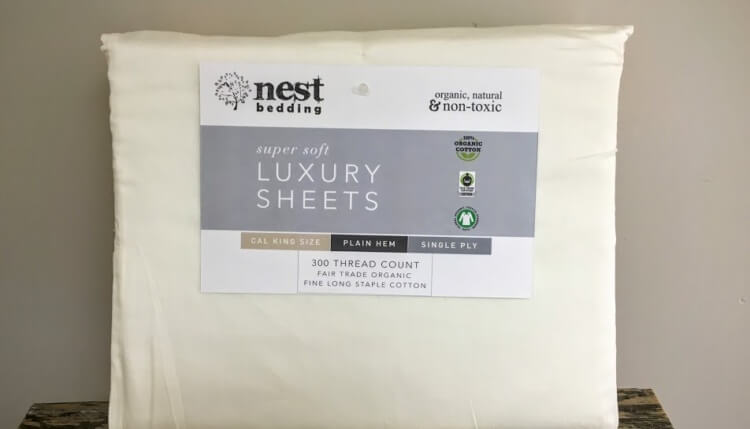 nest
bedding
organic, natural
& non-toxic
super soft
LUXURY
SHEETS
100%
ORGANIC
COTTON
CAL KING SIZE
PLAIN HEM
SINGLE PLY
300 THREAD COUNT
FAIR TRADE ORGANIC
FINE LONG STAPLE COTTON